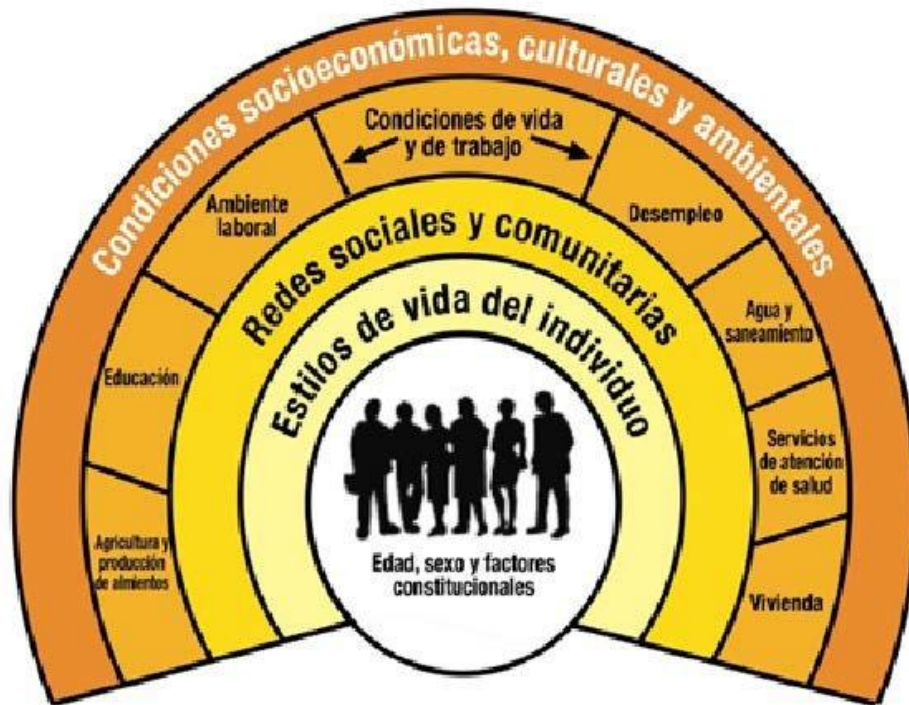 Condiciones socioeconómicas, culturales y ambientales
Condiciones de vida
y de trabajo
Ambiente
laboral
Desempleo
Redes sociales y comunitarias
Estilos de vida del individuo
Educación
Agua y
saneamiento
Servicios
de atención
de salud
Agricultura y
producción
de almientos
Vivienda
Edad, sexo y factores
constitucionales